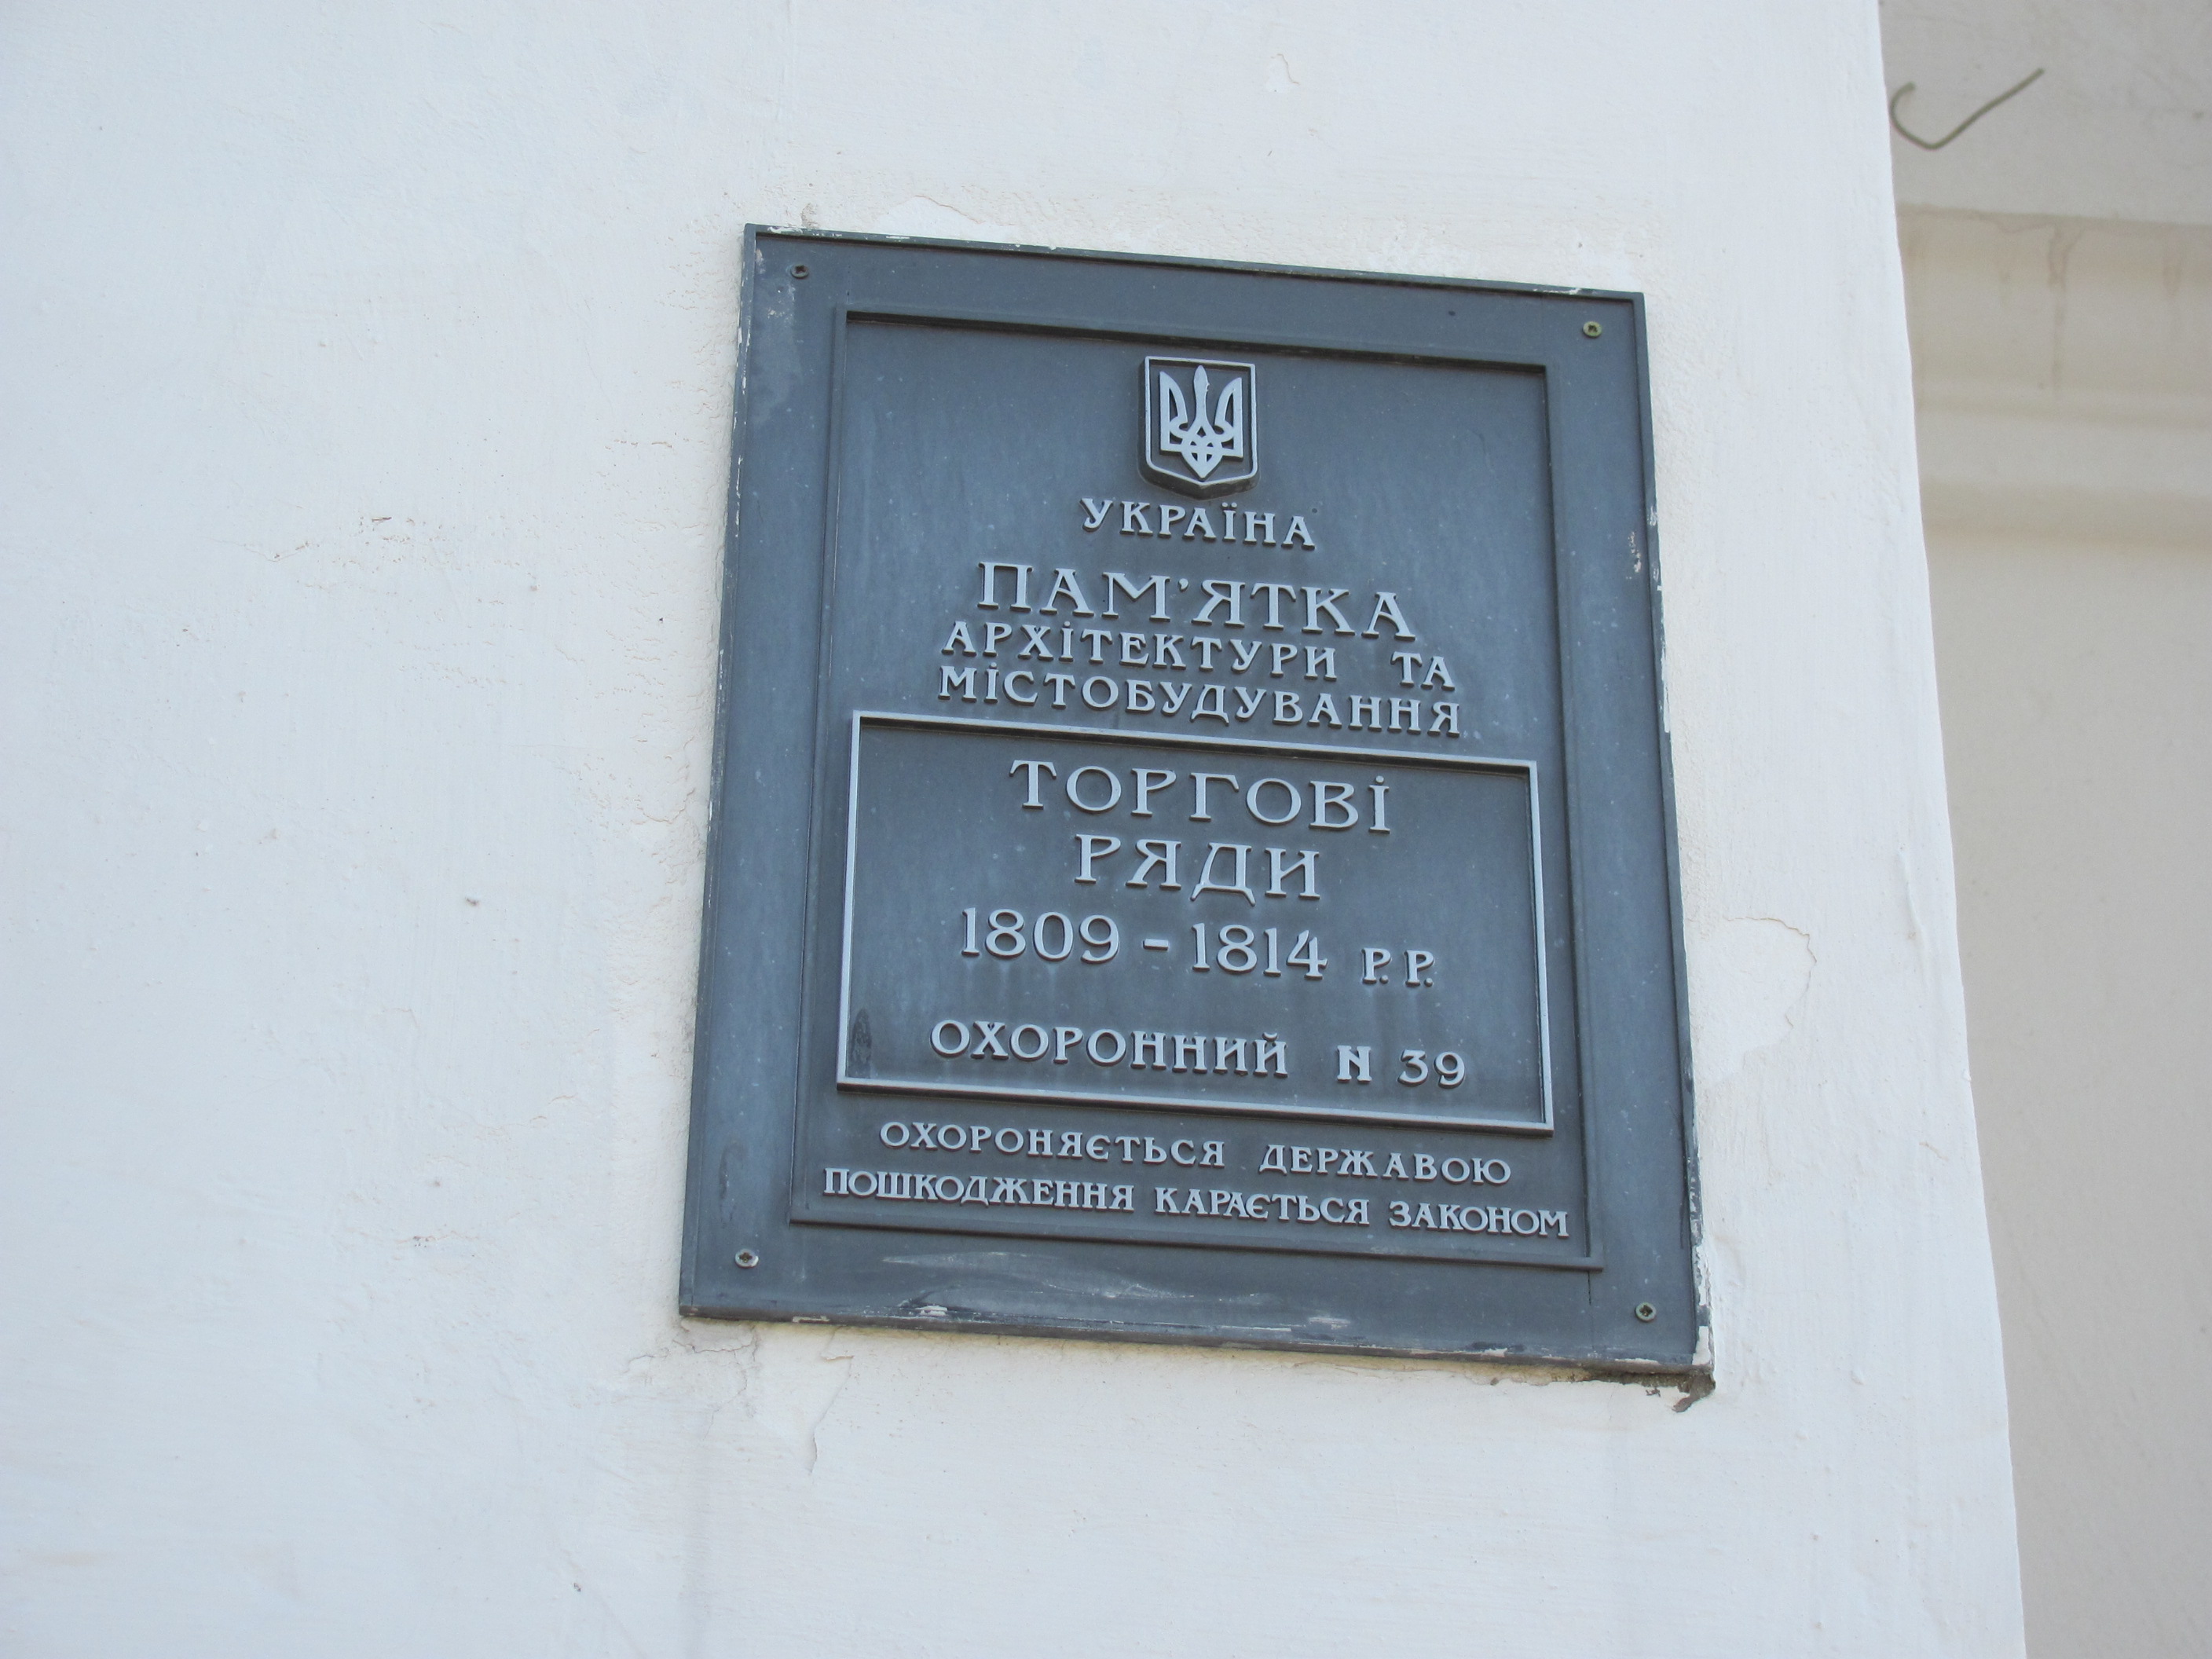 УКРАЇНА
ПАМ'ЯТКА
АРХІТЕКТУРИ ТА
МІСТОБУДУВАННЯ
ТОРГОВІ
РЯДИ
1809 - 1814 Р.Р.
ОХОРОННИЙ N 39
ОХОРОНЯЄТЬСЯ ДЕРЖАВОЮ
ПОШКОДЖЕННЯ КАРАЄТЬСЯ ЗАКОНОМ